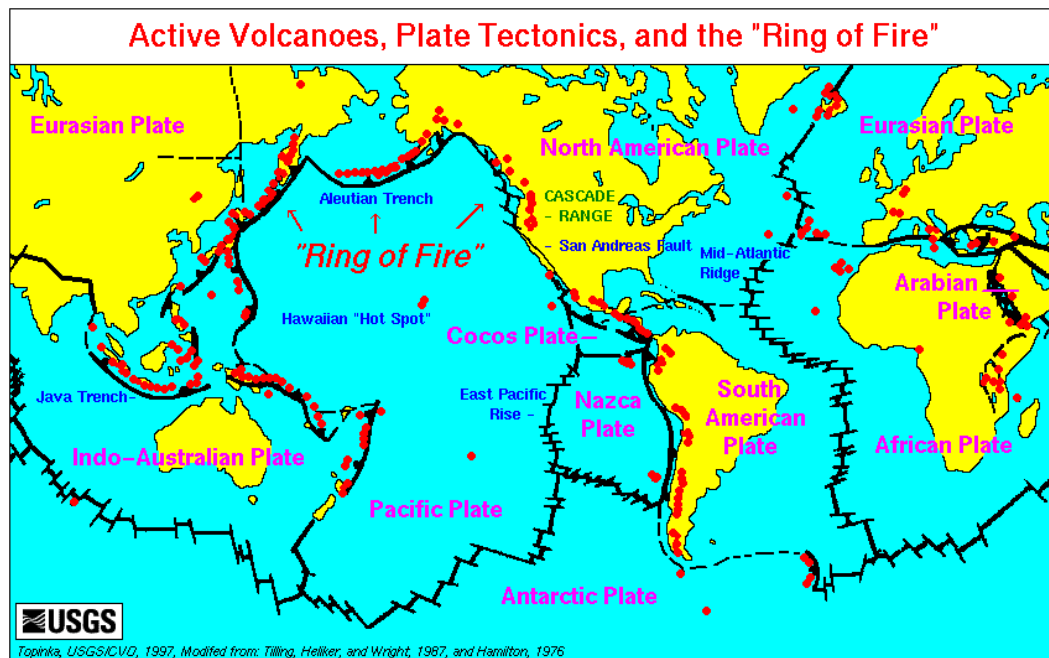 Active Volcanoes, Plate Tectonics, and the "Ring of Fire"
Eurasian Plate
North American Plate
Eurasian Plate
Aleutian Trench
CASCADE
- RANGE
"Ring of Fire"
- San Andreas Fault
Mid-Atlantic
Ridge
Arabian
Plate
Hawaiian "Hot Spot"
Cocos Plate
Java Trench
East Pacific
Rise -
Nazca
Plate
South
American
Plate
Indo-Australian Plate
African Plate
Pacific Plate
Antarctic Plate
USGS
Topinka, USGS/CVO, 1997, Modifed from: Tilling, Heliker, and Wright, 1987, and Hamilton, 1976